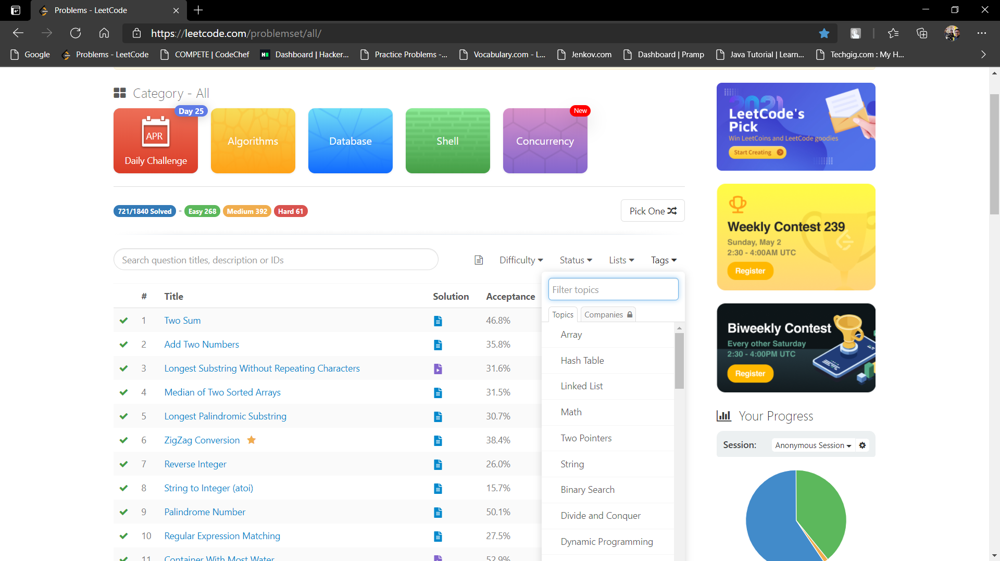 Problems - LeetCode
https://leetcode.com/problemset/all/
Google Problems - LeetCode COMPETE | CodeChef Dashboard | Hacker... Practice Problems -... Vocabulary.com - L... Jenkov.com Dashboard | Pramp Java Tutorial | Learn... Techgig.com : My H...
Category - All
Day 25
APR
Daily Challenge
Algorithms
Database
Shell
New
Concurrency
721/1840 Solved - Easy 268 Medium 392 Hard 61
Pick One
Search question titles, description or IDs
Difficulty Status Lists Tags
# Title Solution Acceptance
1 Two Sum 46.8%
2 Add Two Numbers 35.8%
3 Longest Substring Without Repeating Characters 31.6%
4 Median of Two Sorted Arrays 31.5%
5 Longest Palindromic Substring 30.7%
6 ZigZag Conversion 38.4%
7 Reverse Integer 26.0%
8 String to Integer (atoi) 15.7%
9 Palindrome Number 50.1%
10 Regular Expression Matching 27.5%
11 Container With Most Water 52.9%
Filter topics
Topics Companies
Array
Hash Table
Linked List
Math
Two Pointers
String
Binary Search
Divide and Conquer
Dynamic Programming
2021
LeetCode's
Pick
Win LeetCoins and LeetCode goodies
Start Creating
Weekly Contest 239
Sunday, May 2
2:30 - 4:00AM UTC
Register
Biweekly Contest
Every other Saturday
2:30 - 4:00PM UTC
Register
Your Progress
Session: Anonymous Session